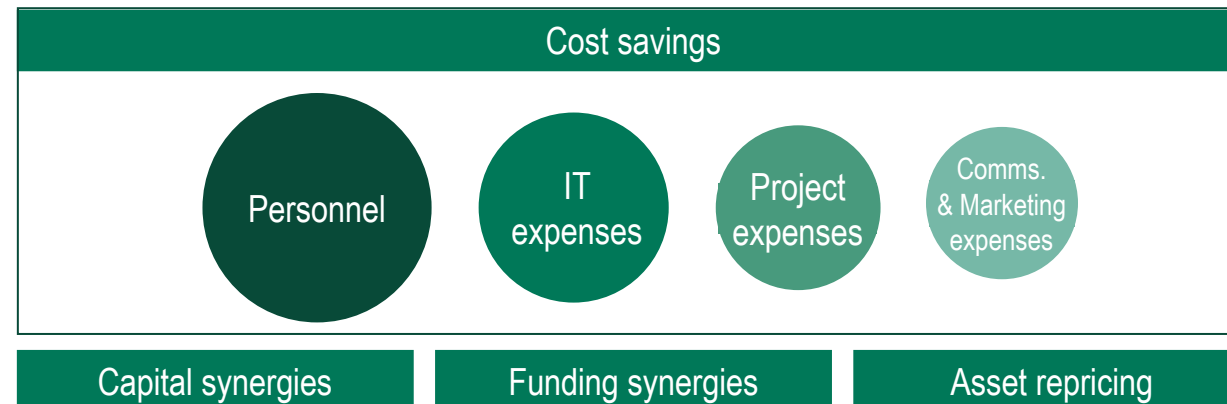 Cost savings
Personnel
IT
expenses
Project
expenses
Comms.
& Marketing
expenses
Capital synergies
Funding synergies
Asset repricing